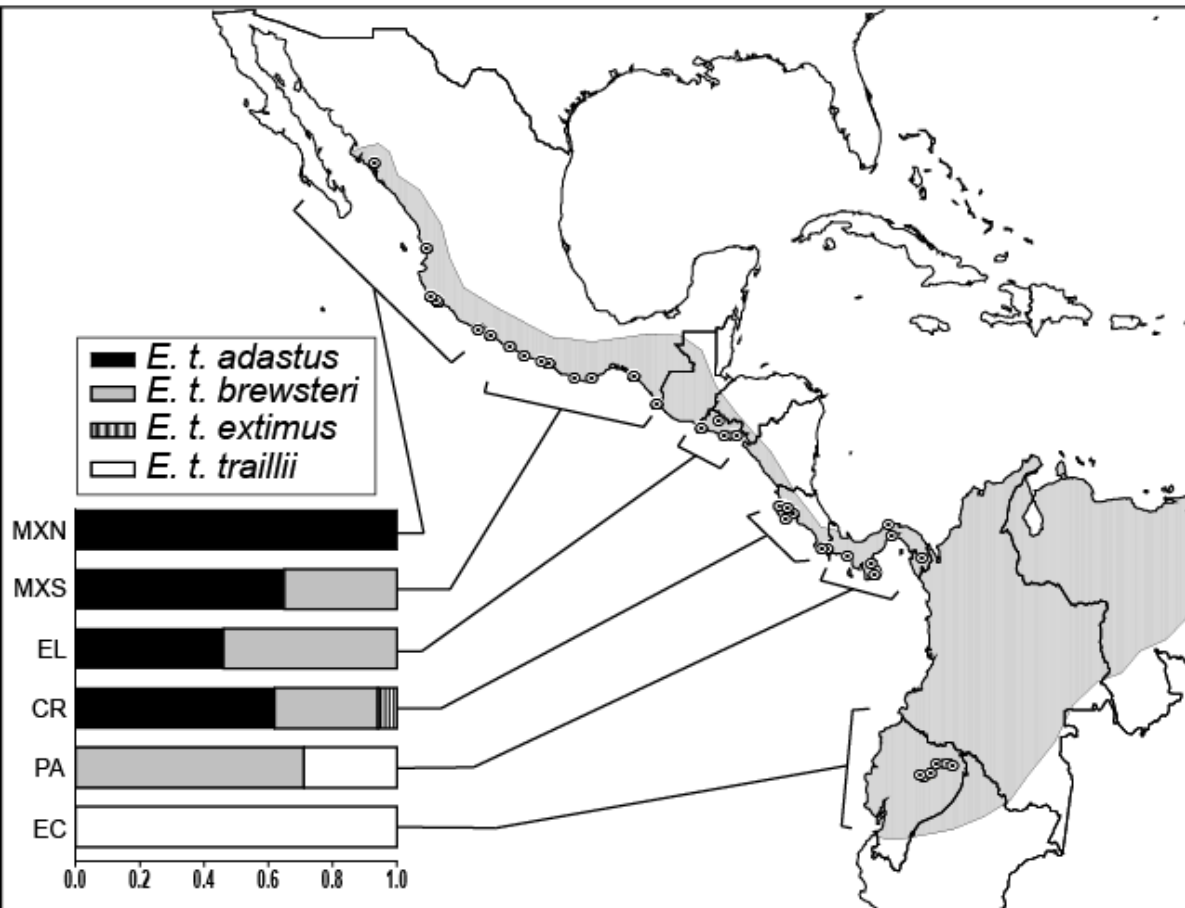 E. t. adastus
E. t. brewsteri
E. t. extimus
E. t. traillii
MXN
MXS
EL
CR
PA
EC
0.0 0.2 0.4 0.6 0.8 1.0